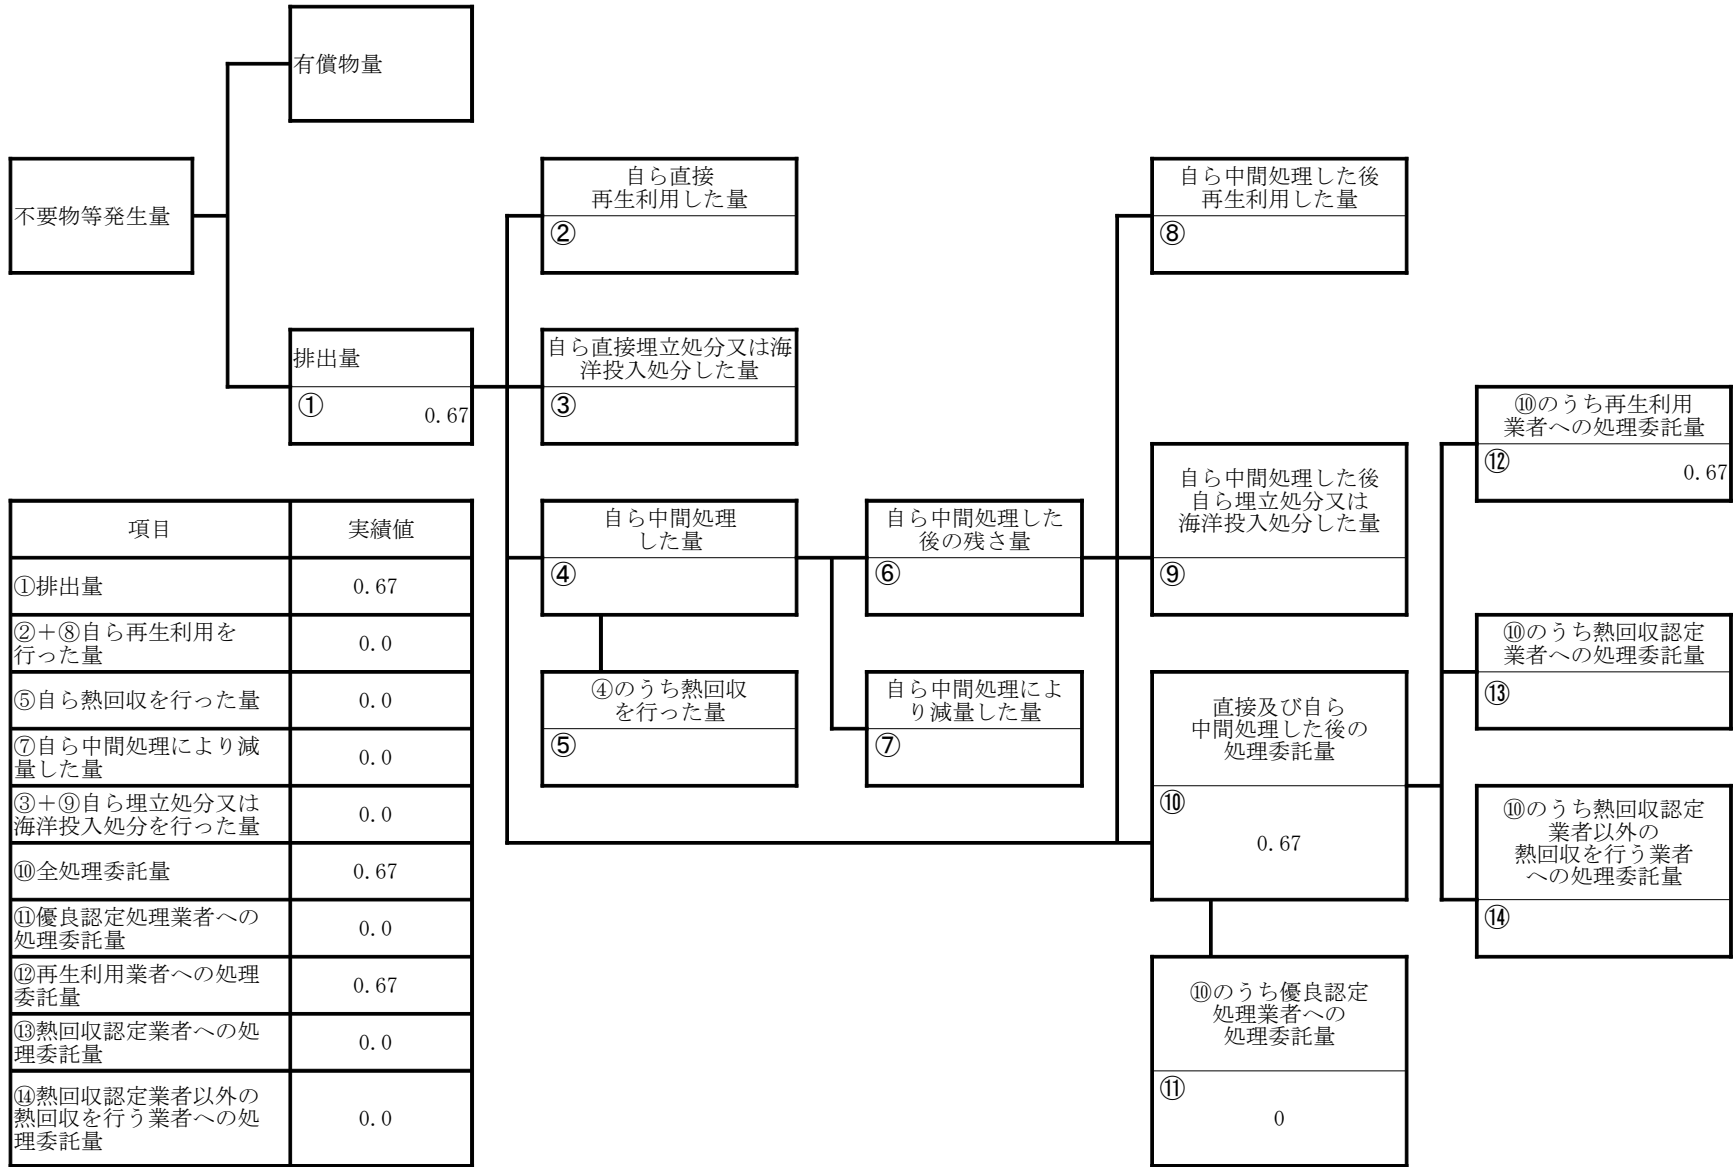 有償物量
不要物等発生量
自ら直接
再生利用した量
②
自ら中間処理した後
再生利用した量
⑧
排出量
①
0.67
自ら直接埋立処分又は海
洋投入処分した量
③
⑩のうち再生利用
業者への処理委託量
⑫
0.67
自ら中間処理した後
自ら埋立処分又は
海洋投入処分した量
⑨
自ら中間処理
した量
④
自ら中間処理した
後の残さ量
⑥
⑩のうち熱回収認定
業者への処理委託量
⑬
④のうち熱回収
を行った量
⑤
自ら中間処理によ
り減量した量
⑦
直接及び自ら
中間処理した後の
処理委託量
⑩
0.67
⑩のうち熱回収認定
業者以外の
熱回収を行う業者
への処理委託量
⑭
⑩のうち優良認定
処理業者への
処理委託量
⑪
0
項目 実績値
①排出量 0.67
②＋⑧自ら再生利用を
行った量 0.0
⑤自ら熱回収を行った量 0.0
⑦自ら中間処理により減
量した量 0.0
③＋⑨自ら埋立処分又は
海洋投入処分を行った量 0.0
⑩全処理委託量 0.67
⑪優良認定処理業者への
処理委託量 0.0
⑫再生利用業者への処理
委託量 0.67
⑬熱回収認定業者への処
理委託量 0.0
⑭熱回収認定業者以外の
熱回収を行う業者への処
理委託量 0.0